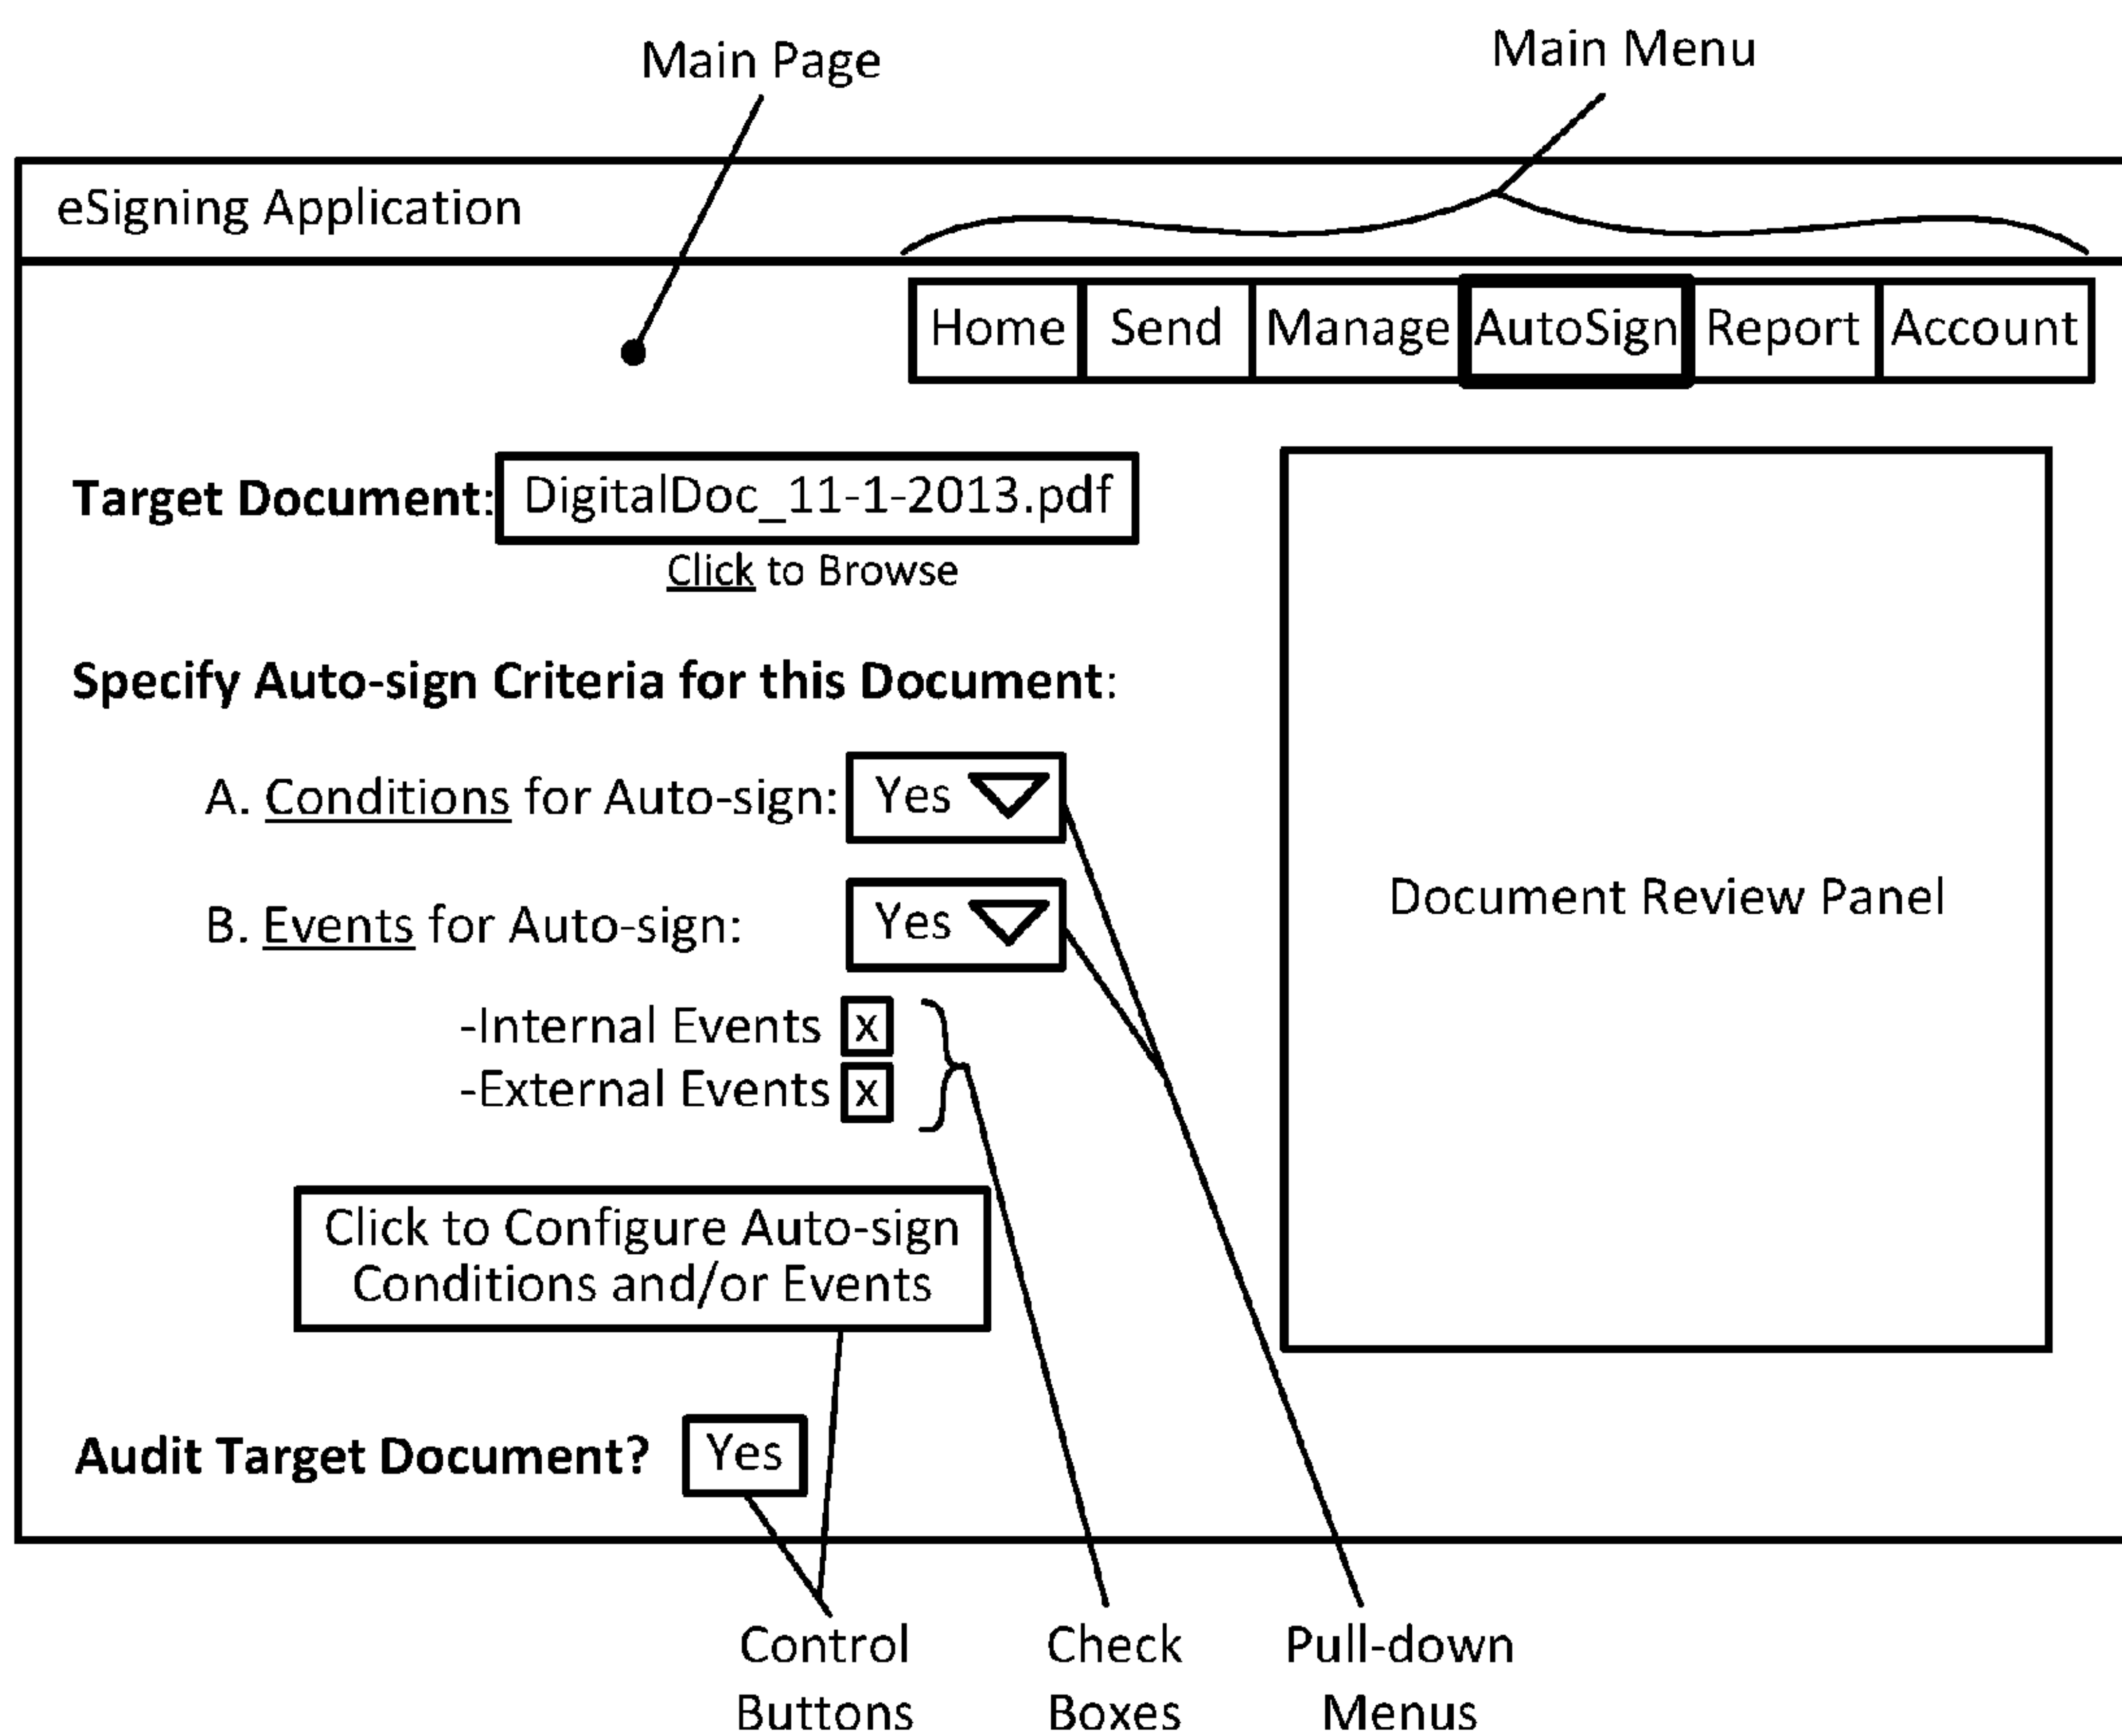 Main Page
Main Menu
eSigning Application
Home Send Manage AutoSign Report Account
Target Document: DigitalDoc_11-1-2013.pdf
Click to Browse
Specify Auto-sign Criteria for this Document:
A. Conditions for Auto-sign: Yes
B. Events for Auto-sign: Yes
-Internal Events x
-External Events x
Document Review Panel
Click to Configure Auto-sign
Conditions and/or Events
Audit Target Document? Yes
Control
Buttons
Check
Boxes
Pull-down
Menus